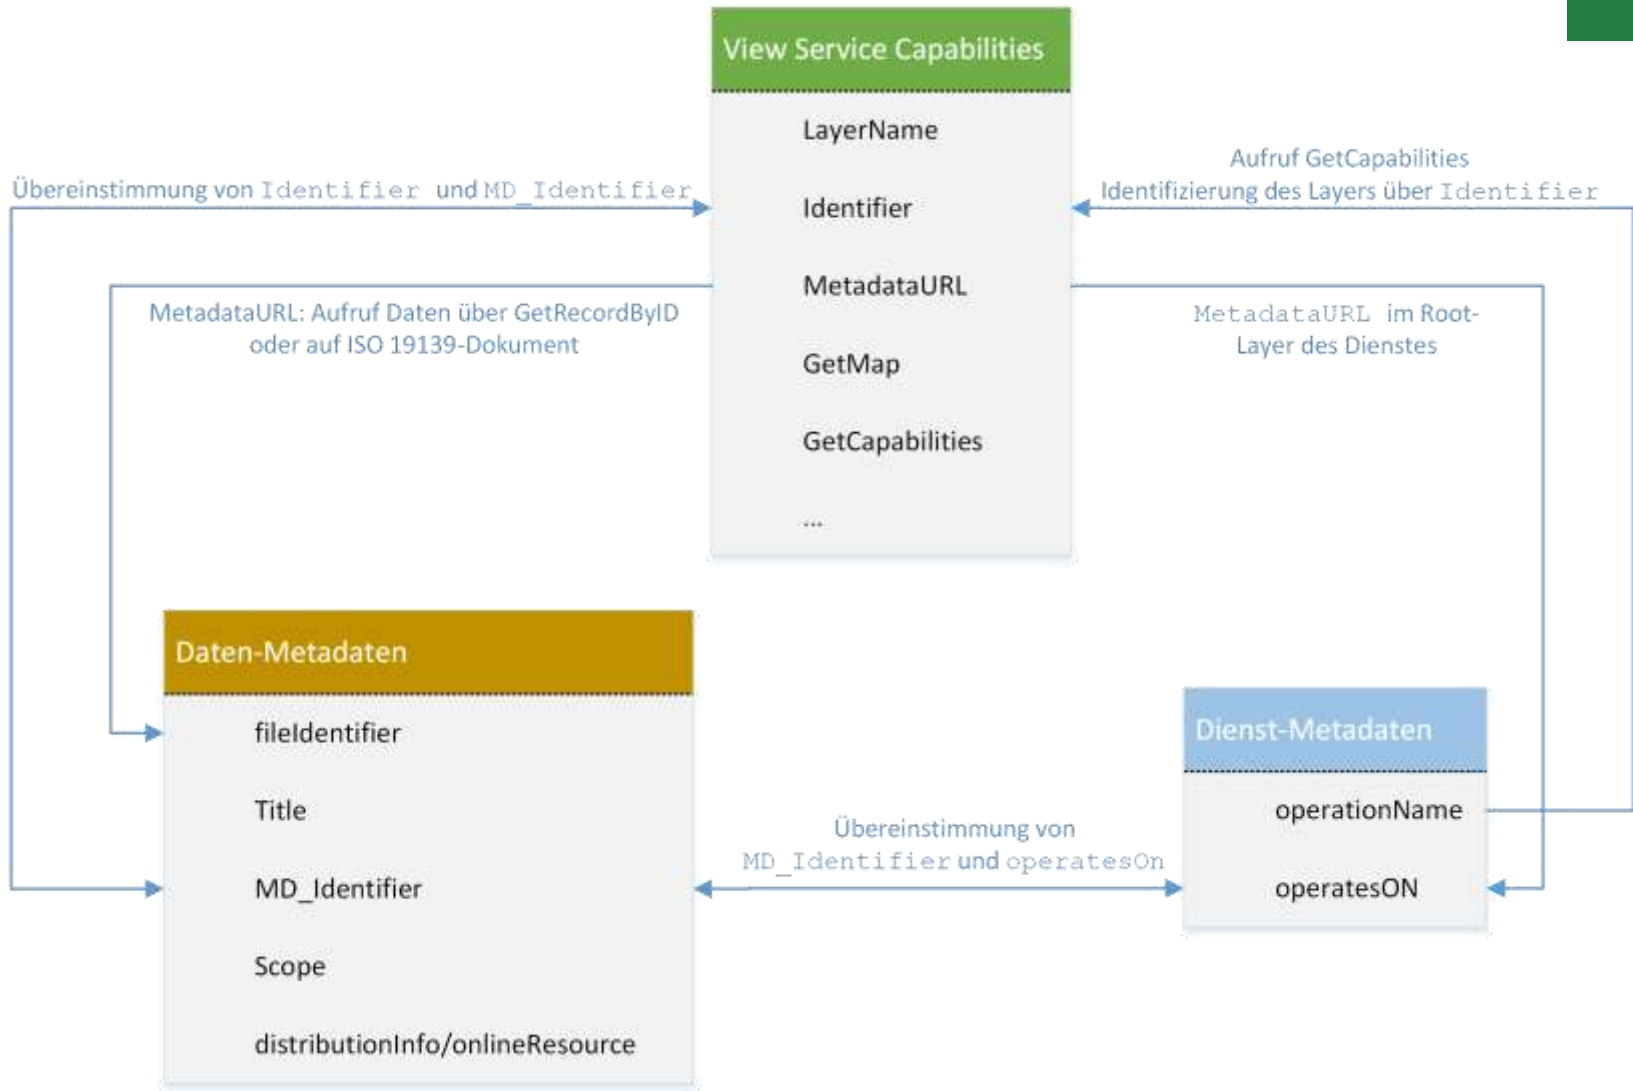 View Service Capabilities
LayerName
Identifier
MetadataURL
GetMap
GetCapabilities
...
Übereinstimmung von Identifier und MD_Identifier
Aufruf GetCapabilities
Identifizierung des Layers über Identifier
MetadataURL: Aufruf Daten über GetRecordByID
oder auf ISO 19139-Dokument
MetadataURL im Root-
Layer des Dienstes
Daten-Metadaten
fileIdentifier
Title
MD_Identifier
Scope
distributionInfo/onlineResource
Übereinstimmung von
MD_Identifier und operatesOn
Dienst-Metadaten
operationName
operatesON